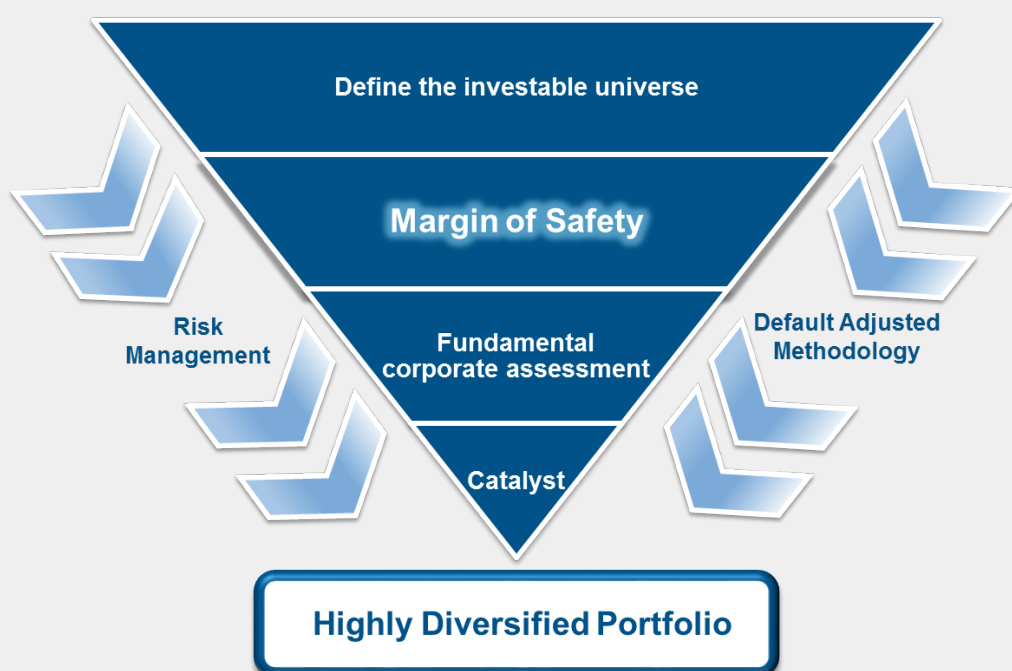 Define the investable universe
Margin of Safety
Risk
Management
Default Adjusted
Methodology
Fundamental
corporate assessment
Catalyst
Highly Diversified Portfolio